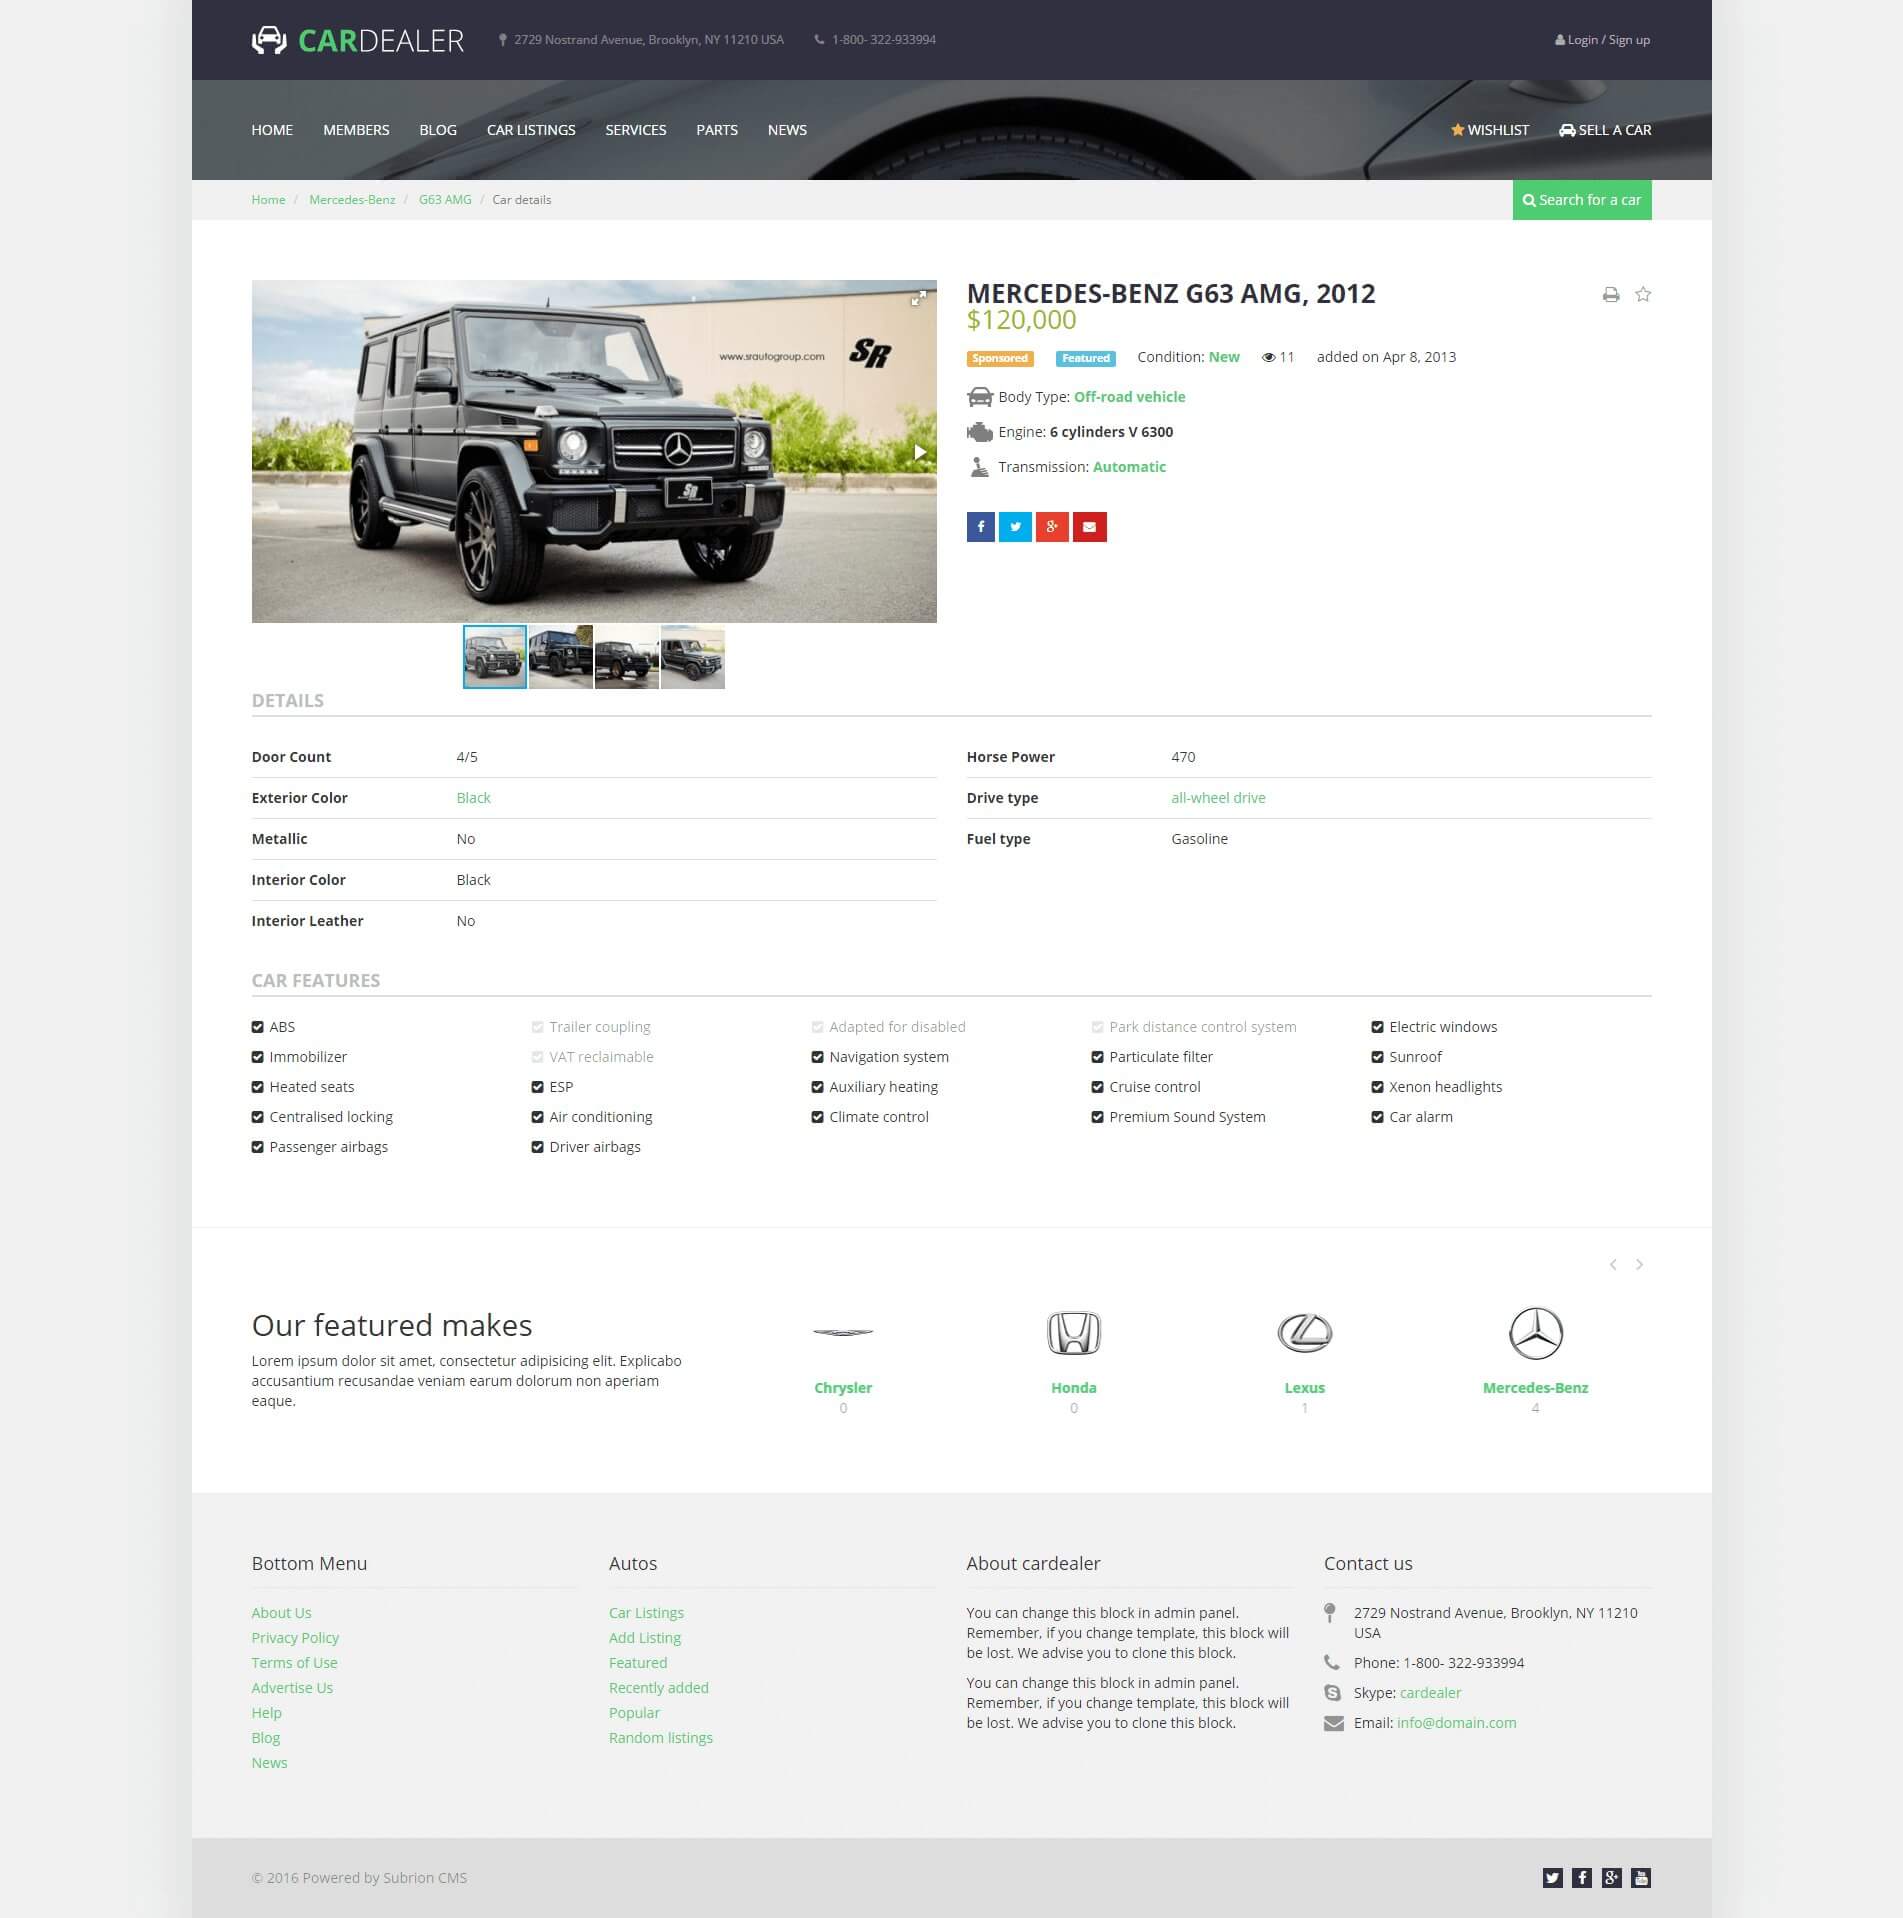 CARDEALER 2729 Nostrand Avenue, Brooklyn, NY 11210 USA 1-800- 322-933994 Login / Sign up
HOME MEMBERS BLOG CAR LISTINGS SERVICES PARTS NEWS WISHLIST SELL A CAR
Home / Mercedes-Benz / G63 AMG / Car details Search for a car
www.srautogroup.com SR
SR
MERCEDES-BENZ G63 AMG, 2012
$120,000
Sponsored Featured Condition: New 11 added on Apr 8, 2013
Body Type: Off-road vehicle
Engine: 6 cylinders V 6300
Transmission: Automatic
DETAILS
Door Count 4/5 Horse Power 470
Exterior Color Black Drive type all-wheel drive
Metallic No Fuel type Gasoline
Interior Color Black
Interior Leather No
CAR FEATURES
ABS Trailer coupling Adapted for disabled Park distance control system Electric windows
Immobilizer VAT reclaimable Navigation system Particulate filter Sunroof
Heated seats ESP Auxiliary heating Cruise control Xenon headlights
Centralised locking Air conditioning Climate control Premium Sound System Car alarm
Passenger airbags Driver airbags
Our featured makes
Lorem ipsum dolor sit amet, consectetur adipisicing elit. Explicabo
accusantium recusandae veniam earum dolorum non aperiam
eaque.
Chrysler Honda Lexus Mercedes-Benz
0 0 1 4
Bottom Menu
About Us
Privacy Policy
Terms of Use
Advertise Us
Help
Blog
News
Autos
Car Listings
Add Listing
Featured
Recently added
Popular
Random listings
About cardealer
You can change this block in admin panel.
Remember, if you change template, this block will
be lost. We advise you to clone this block.
You can change this block in admin panel.
Remember, if you change template, this block will
be lost. We advise you to clone this block.
Contact us
2729 Nostrand Avenue, Brooklyn, NY 11210
USA
Phone: 1-800- 322-933994
Skype: cardealer
Email: info@domain.com
© 2016 Powered by Subrion CMS